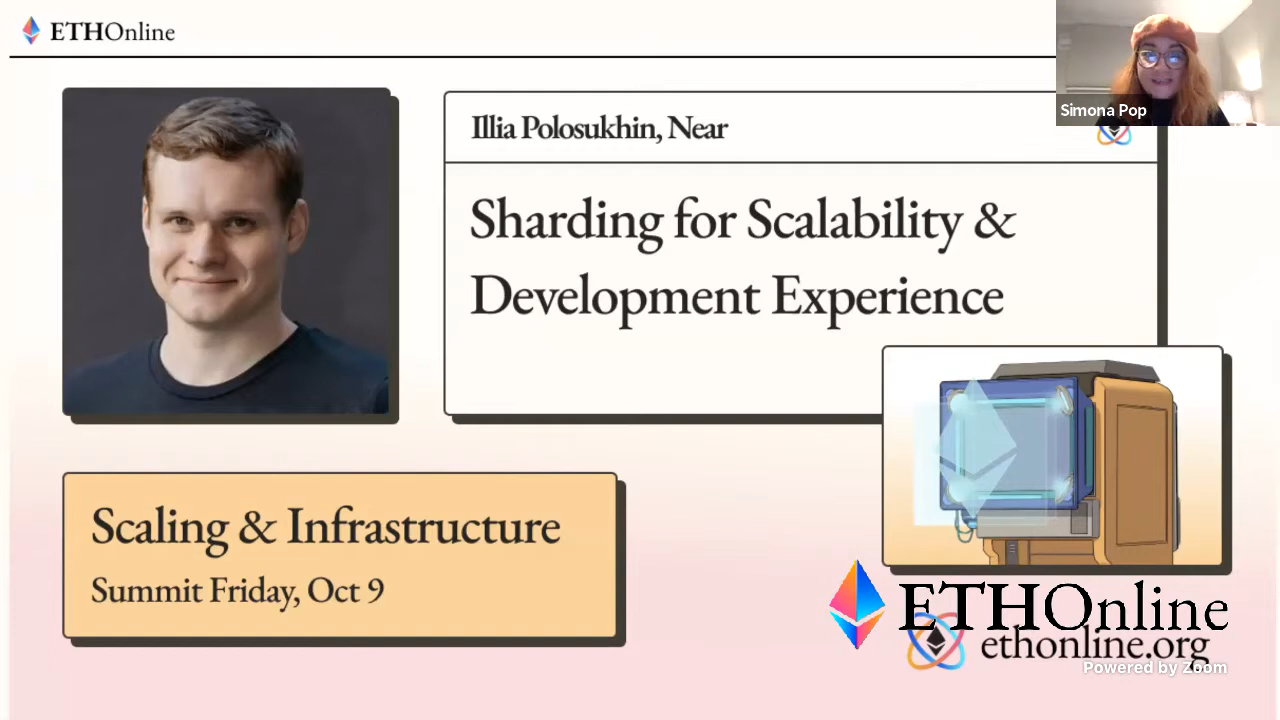 ETHOnline
Simona Pop
Illia Polosukhin, Near
Sharding for Scalability &
Development Experience
Scaling & Infrastructure
Summit Friday, Oct 9
ETHOnline
ethonline.org
Powered by Zoom